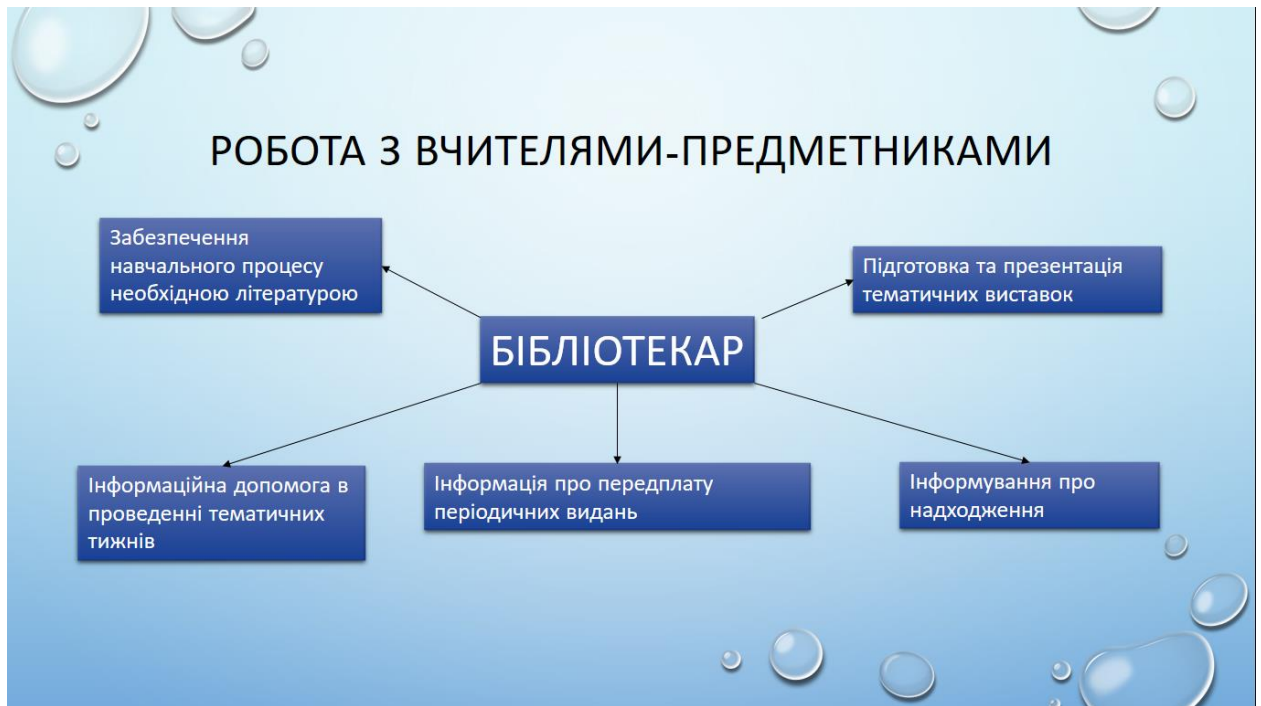 РОБОТА З ВЧИТЕЛЯМИ-ПРЕДМЕТНИКАМИ
Забезпечення
навчального процесу
необхідною літературою
Підготовка та презентація
тематичних виставок
БІБЛІОТЕКАР
Інформаційна допомога в
проведенні тематичних
тижнів
Інформація про передплату
періодичних видань
Інформування про
надходження